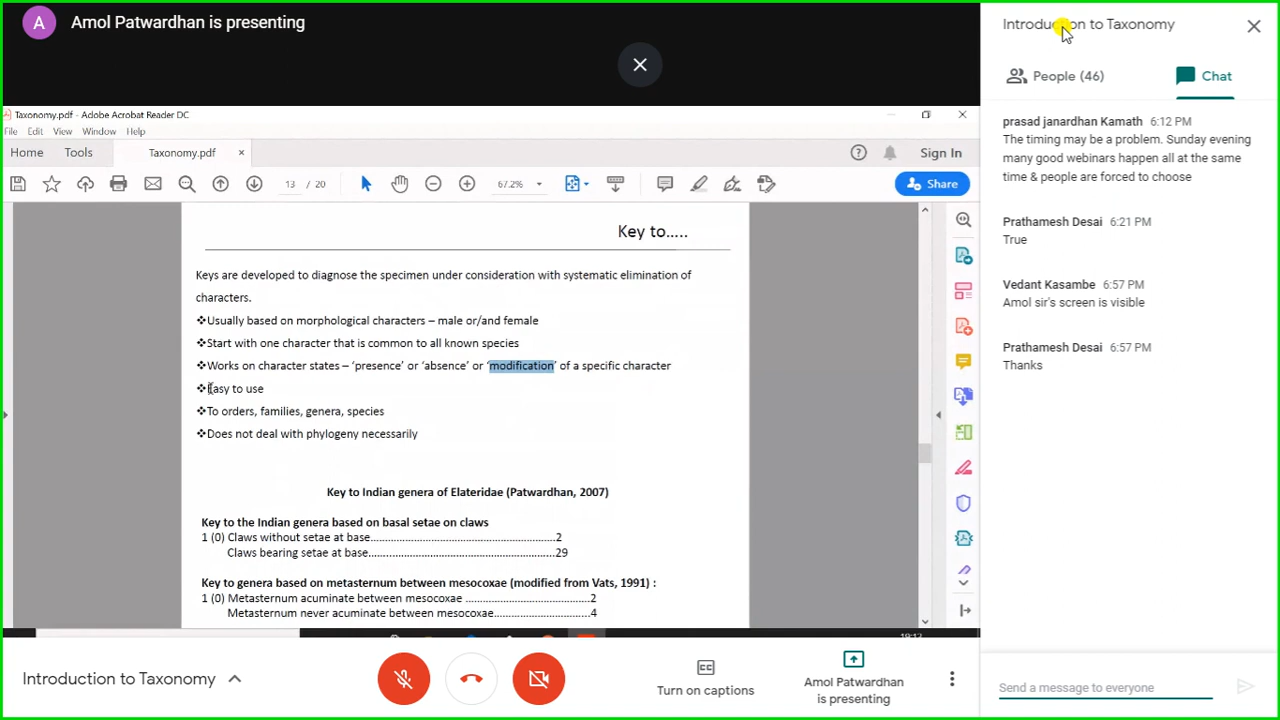 A Amol Patwardhan is presenting
Introduction to Taxonomy
People (46) Chat
prasad janardhan Kamath 6:12 PM
The timing may be a problem. Sunday evening
many good webinars happen all at the same
time & people are forced to choose
Prathamesh Desai 6:21 PM
True
Vedant Kasambe 6:57 PM
Amol sir's screen is visible
Prathamesh Desai 6:57 PM
Thanks
Send a message to everyone
Taxonomy.pdf - Adobe Acrobat Reader DC
File Edit View Window Help
Home Tools Taxonomy.pdf × Sign In
13 / 20 67.2% Share
Key to.....
Keys are developed to diagnose the specimen under consideration with systematic elimination of
characters.
❖Usually based on morphological characters – male or/and female
❖Start with one character that is common to all known species
❖Works on character states – ‘presence’ or ‘absence’ or ‘modification’ of a specific character
❖Easy to use
❖To orders, families, genera, species
❖Does not deal with phylogeny necessarily
Key to Indian genera of Elateridae (Patwardhan, 2007)
Key to the Indian genera based on basal setae on claws
1 (0) Claws without setae at base.......................................................2
Claws bearing setae at base.......................................................29
Key to genera based on metasternum between mesocoxae (modified from Vats, 1991) :
1 (0) Metasternum acuminate between mesocoxae .....................................2
Metasternum never acuminate between mesocoxae.............................4
Introduction to Taxonomy
Turn on captions
Amol Patwardhan
is presenting